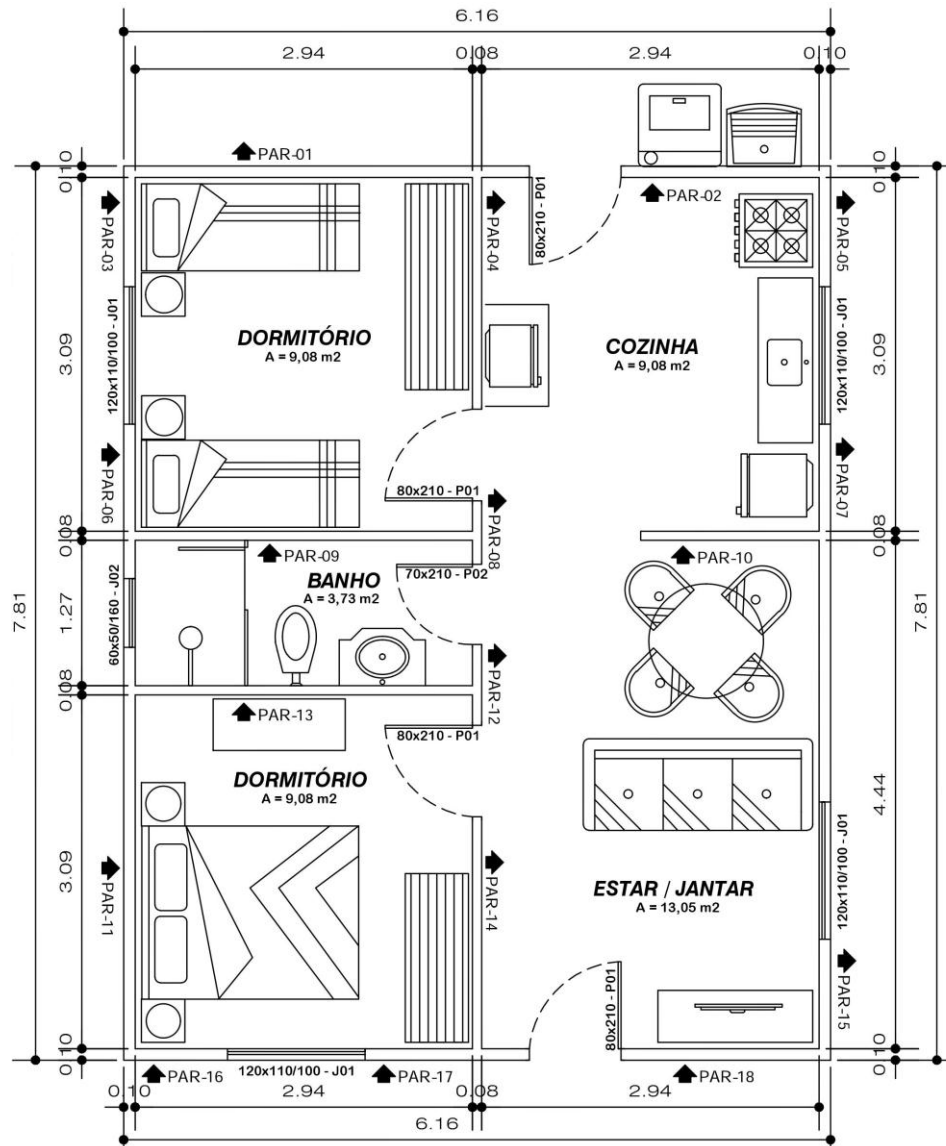 6.16
2.94
0.08
2.94
0.10
PAR-01
0.10
0.10
PAR-03
PAR-04
80x210 - P01
PAR-02
PAR-05
3.09
120x110/100 - J01
DORMITÓRIO
A = 9,08 m2
COZINHA
A = 9,08 m2
120x110/100 - J01
3.09
PAR-06
80x210 - P01
PAR-07
0.08
PAR-08
0.08
PAR-09
PAR-10
7.81
1.27
60x50/160 - J02
BANHO
A = 3,73 m2
70x210 - P02
7.81
0.08
PAR-12
PAR-13
80x210 - P01
DORMITÓRIO
A = 9,08 m2
4.44
3.09
PAR-11
PAR-14
ESTAR / JANTAR
A = 13,05 m2
120x110/100 - J01
80x210 - P01
PAR-15
0.10
0.10
PAR-16
120x110/100 - J01
PAR-17
PAR-18
0.10
2.94
0.08
2.94
6.16